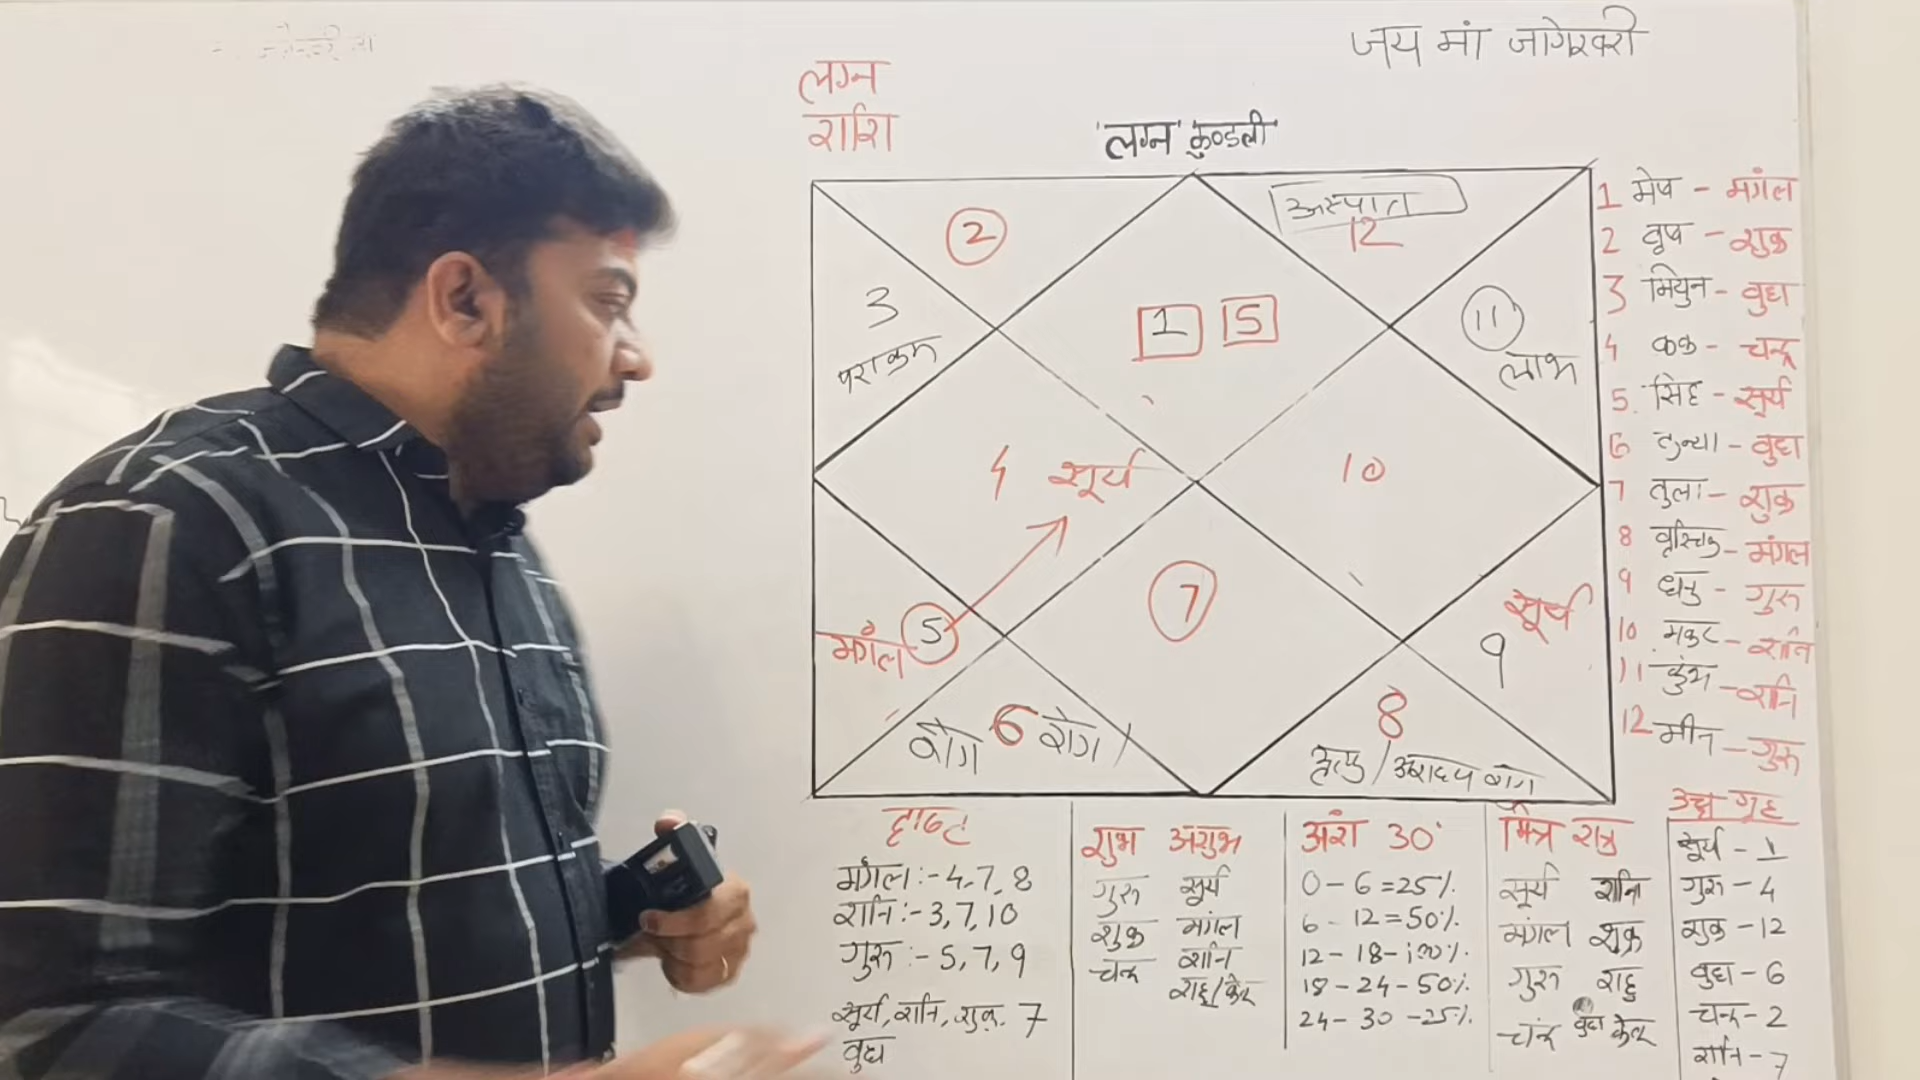 जय मां जागेश्वरी
लग्न
राशि
'लग्न' कुण्डली
अस्पताल
12
2
3
पराक्रम
1 5
11
लाभ
4 सूर्य
10
मंगल 5
7
सूर्य
9
6 रोग /
8
मृत्यु /
1 मेष - मंगल
2 वृष - शुक्र
3 मिथुन - बुध
4 कर्क - चन्द्र
5. सिंह - सूर्य
6 कन्या - बुध
7 तुला - शुक्र
8 वृश्चिक - मंगल
9 धनु - गुरु
10 मकर - शनि
11 कुंभ - शनि
12 मीन - गुरु
दृष्टि
मंगल :- 4, 7, 8
शनि :- 3, 7, 10
गुरु :- 5, 7, 9
सूर्य, शनि, शुक्र, 7
बुध
शुभ अशुभ
गुरु सूर्य
शुक्र मंगल
चन्द्र शनि
राहु/केतु
अंश 30°
0 - 6 = 25%
6 - 12 = 50%
12 - 18 - 100%
18 - 24 - 50%
24 - 30 - 25%
मित्र शत्रु
सूर्य शनि
मंगल शुक्र
गुरु राहु
चंद्र बुध केतु
उच्च गृह
सूर्य - 1
गुरु - 4
शुक्र - 12
बुध - 6
चन्द्र - 2
शनि - 7